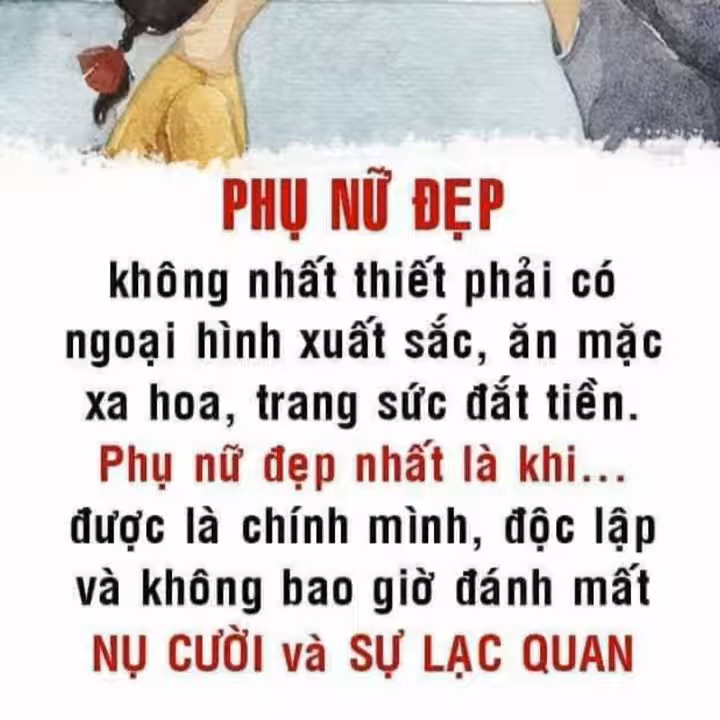 PHỤ NỮ ĐẸP
không nhất thiết phải có
ngoại hình xuất sắc, ăn mặc
xa hoa, trang sức đắt tiền.
Phụ nữ đẹp nhất là khi...
được là chính mình, độc lập
và không bao giờ đánh mất
NỤ CƯỜI và SỰ LẠC QUAN